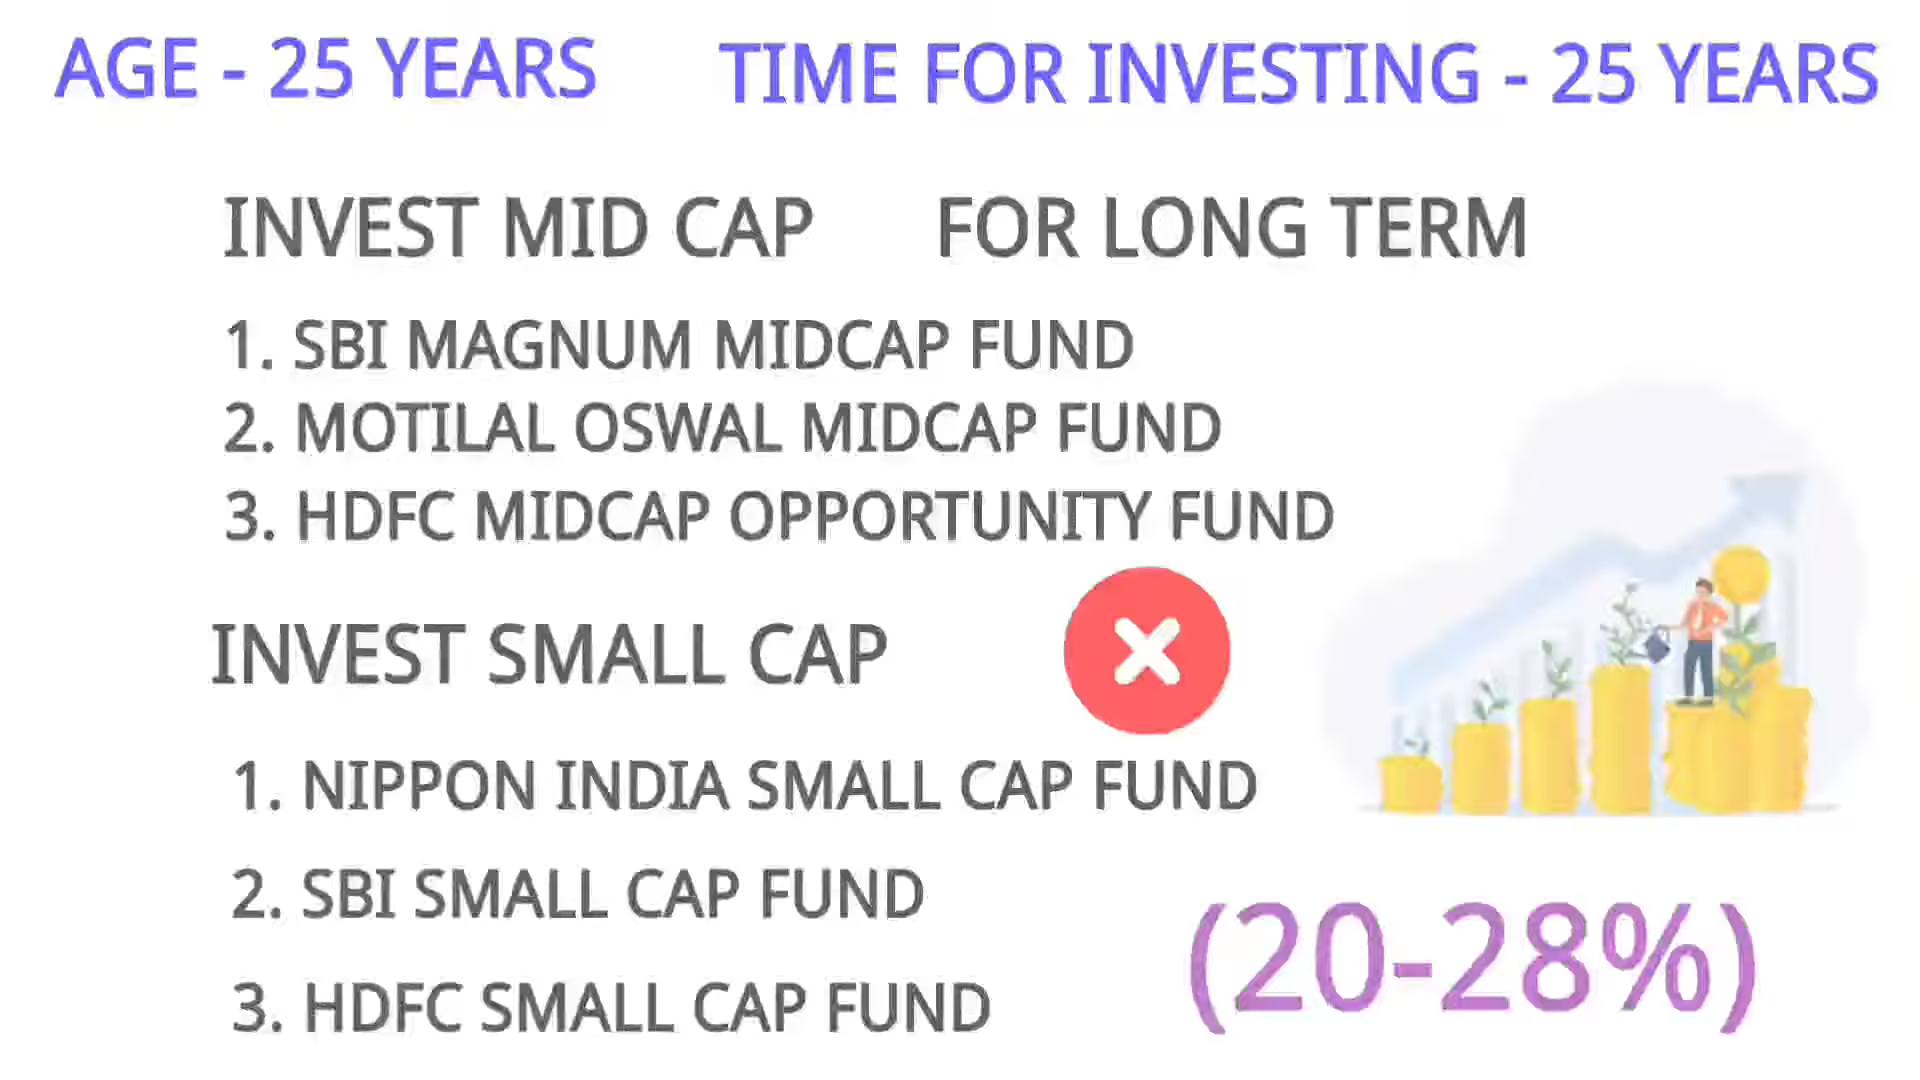 AGE - 25 YEARS TIME FOR INVESTING - 25 YEARS
INVEST MID CAP FOR LONG TERM
1. SBI MAGNUM MIDCAP FUND
2. MOTILAL OSWAL MIDCAP FUND
3. HDFC MIDCAP OPPORTUNITY FUND
INVEST SMALL CAP
1. NIPPON INDIA SMALL CAP FUND
2. SBI SMALL CAP FUND
3. HDFC SMALL CAP FUND
(20-28%)